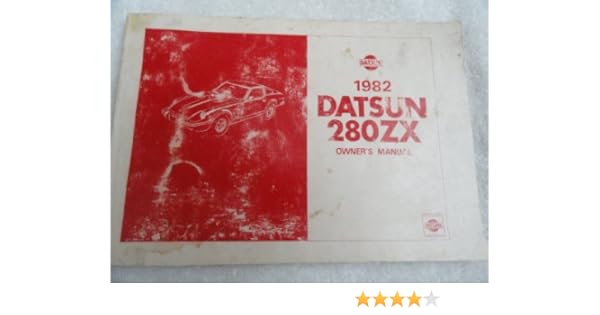 DATSUN
1982
DATSUN
280ZX
OWNER'S MANUAL